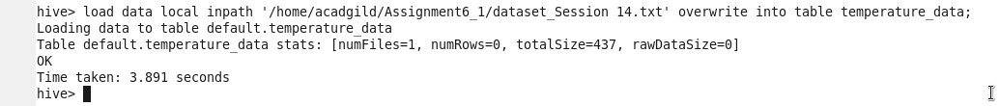 hive> load data local inpath '/home/acadgild/Assignment6_1/dataset_Session 14.txt' overwrite into table temperature_data;
Loading data to table default.temperature_data
Table default.temperature_data stats: [numFiles=1, numRows=0, totalSize=437, rawDataSize=0]
OK
Time taken: 3.891 seconds
hive>